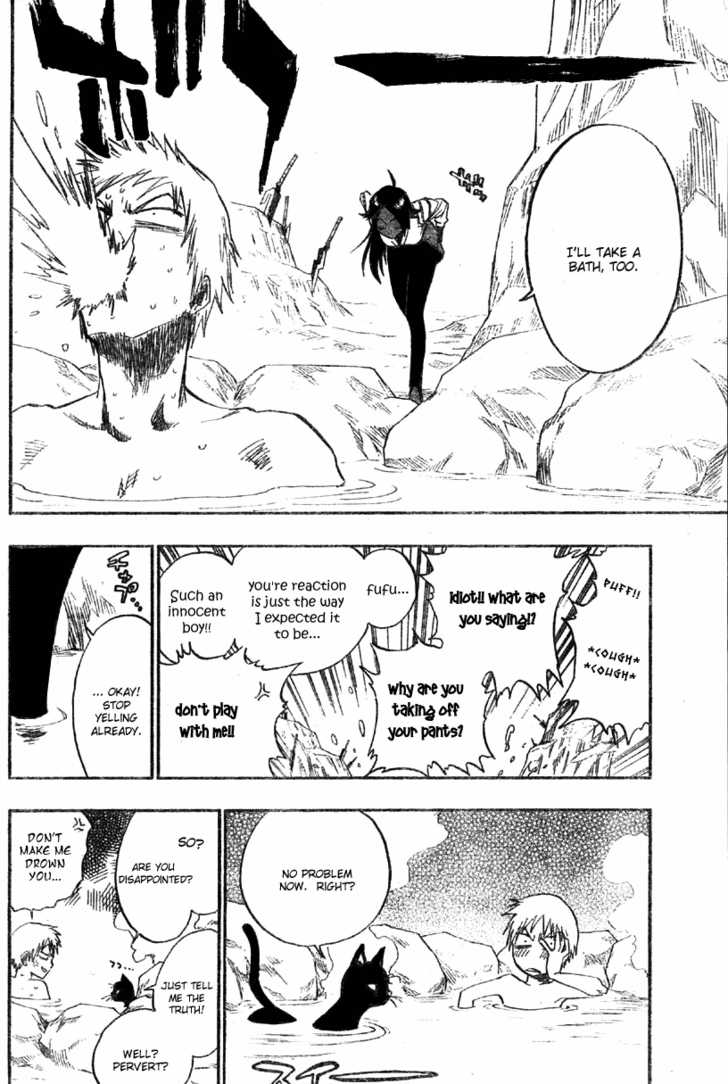 I'LL TAKE A
BATH, TOO.
PUFF!!
*COUGH*
*COUGH*
Idiot!! what are
you saying!?
why are you
taking off
your pants?
fufu...
you're reaction
is just the way
I expected it
to be...
Such an
innocent
boy!!
don't play
with me!!
... OKAY!
STOP
YELLING
ALREADY.
NO PROBLEM
NOW. RIGHT?
SO?
ARE YOU
DISAPPOINTED?
DON'T
MAKE ME
DROWN
YOU...
JUST TELL
ME THE
TRUTH!
WELL?
PERVERT?